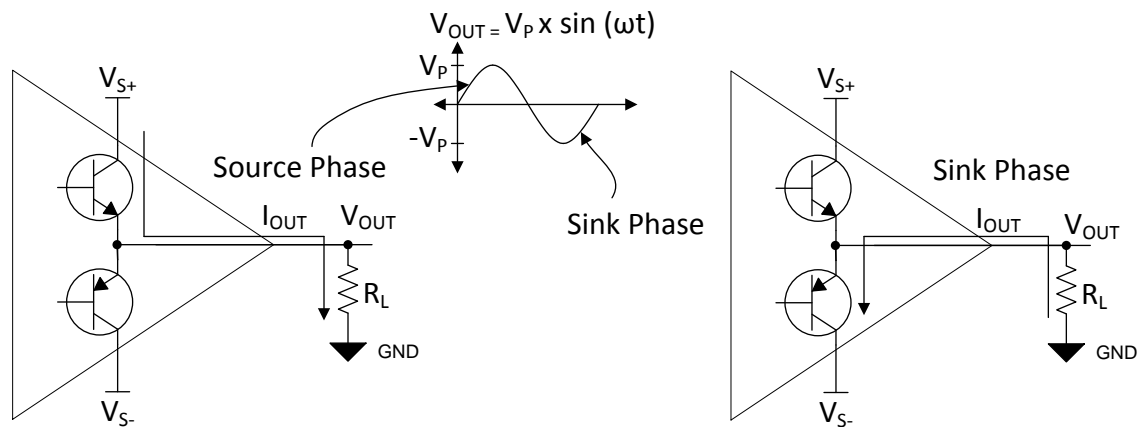 V_OUT = V_P x sin (ωt)
V_S+
V_P
-V_P
Source Phase
Sink Phase
I_OUT
V_OUT
R_L
GND
V_S-
V_S+
Sink Phase
I_OUT
V_OUT
R_L
GND
V_S-